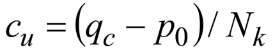 c_u = (q_c − p_0) / N_k